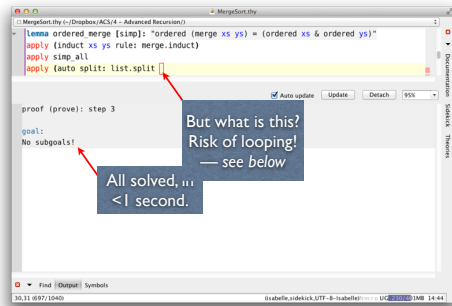 MergeSort.thy
MergeSort.thy (~/Dropbox/ACS/4 – Advanced Recursion/)
lemma ordered_merge [simp]: "ordered (merge xs ys) = (ordered xs & ordered ys)"
apply (induct xs ys rule: merge.induct)
apply simp_all
apply (auto split: list.split
Auto update Update Detach 95%
proof (prove): step 3
goal:
No subgoals!
But what is this?
Risk of looping!
— see below
All solved, in
<1 second.
Documentation
Sidekick
Theories
Find Output Symbols
30,31 (697/1040)
(isabelle,sidekick,UTF-8-Isabelle)
UG
MB 14:44